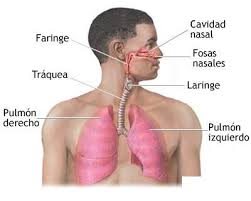 Cavidad
nasal
Faringe
Fosas
nasales
Tráquea
Laringe
Pulmón
derecho
Pulmón
izquierdo